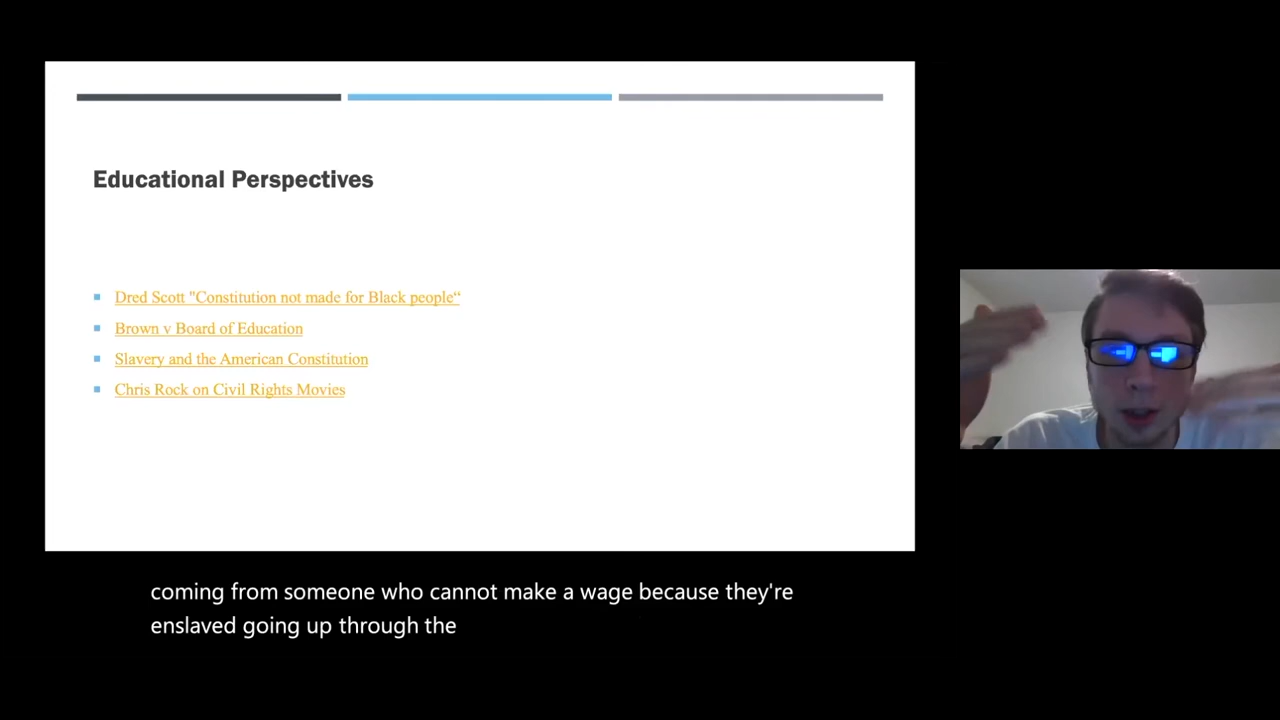 Educational Perspectives
Dred Scott "Constitution not made for Black people“
Brown v Board of Education
Slavery and the American Constitution
Chris Rock on Civil Rights Movies
coming from someone who cannot make a wage because they're
enslaved going up through the